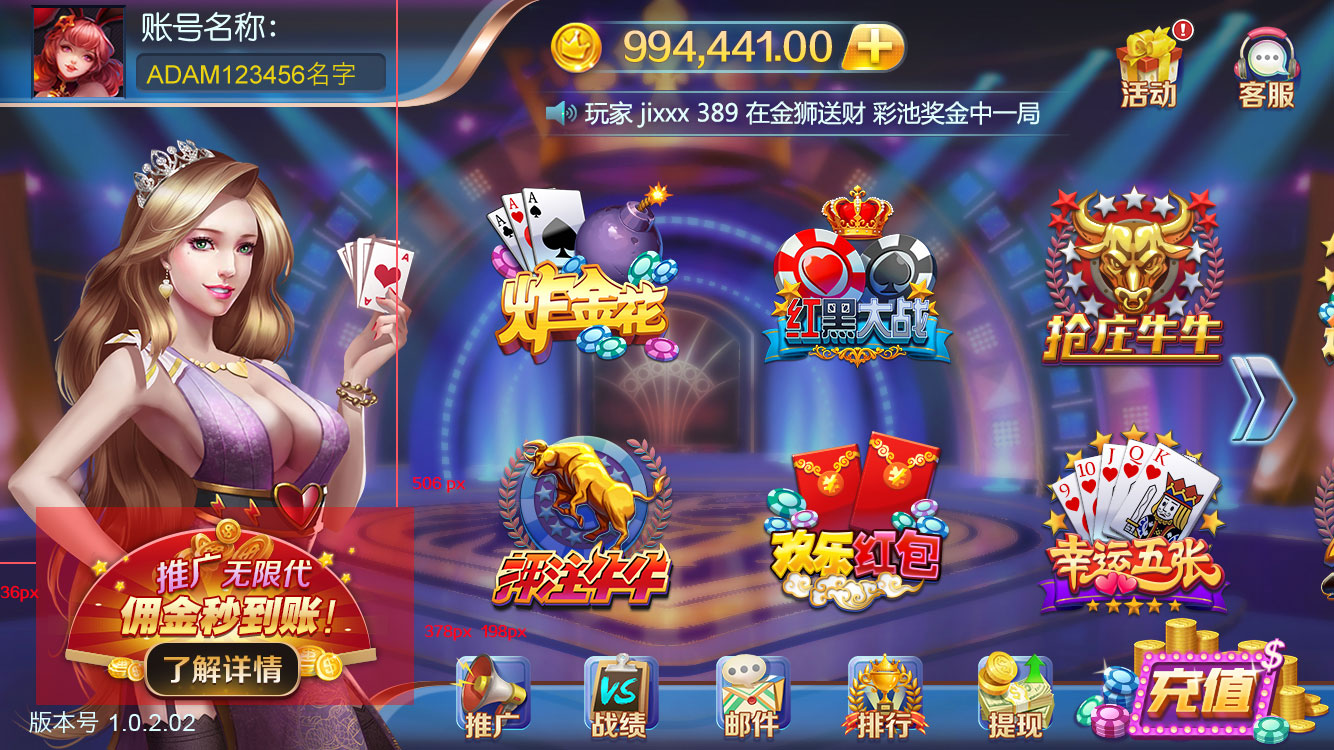 账号名称：
ADAM123456名字
994,441.00
活动
客服
玩家 jixxx 389 在金狮送财 彩池奖金中一局
炸金花
红黑大战
抢庄牛牛
506 px
欢乐红包
9 10 J Q K
幸运五张
推广无限代
佣金秒到账!
了解详情
36px
378px 198px
推广
VS
战绩
邮件
排行
提现
充值
$
版本号 1.0.2.02